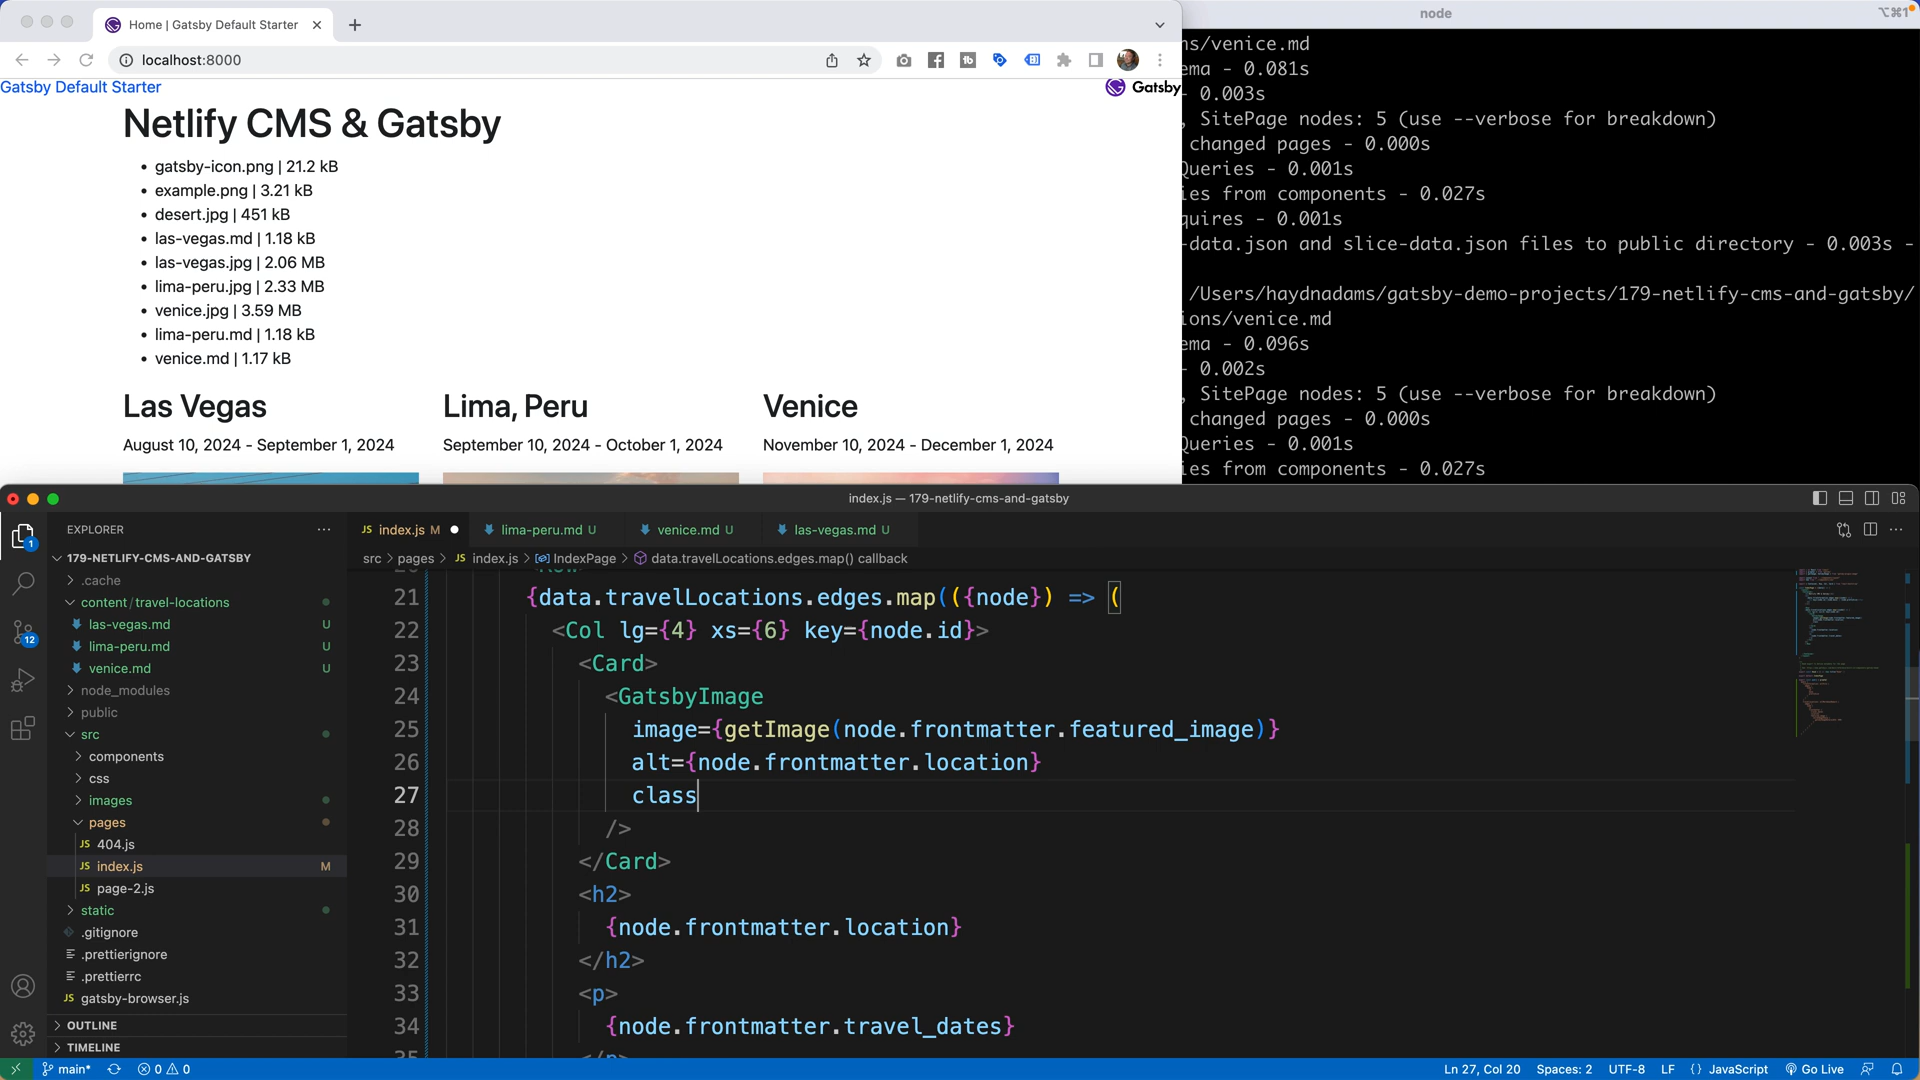 Home | Gatsby Default Starter
localhost:8000
Gatsby Default Starter
Gatsby
Netlify CMS & Gatsby
• gatsby-icon.png | 21.2 kB
• example.png | 3.21 kB
• desert.jpg | 451 kB
• las-vegas.md | 1.18 kB
• las-vegas.jpg | 2.06 MB
• lima-peru.jpg | 2.33 MB
• venice.jpg | 3.59 MB
• lima-peru.md | 1.18 kB
• venice.md | 1.17 kB
Las Vegas
August 10, 2024 - September 1, 2024
Lima, Peru
September 10, 2024 - October 1, 2024
Venice
November 10, 2024 - December 1, 2024
node
⌥⌘1
ns/venice.md
ema - 0.081s
- 0.003s
, SitePage nodes: 5 (use --verbose for breakdown)
changed pages - 0.000s
Queries - 0.001s
ies from components - 0.027s
quires - 0.001s
-data.json and slice-data.json files to public directory - 0.003s -
/Users/haydnadams/gatsby-demo-projects/179-netlify-cms-and-gatsby/
ions/venice.md
ema - 0.096s
- 0.002s
, SitePage nodes: 5 (use --verbose for breakdown)
changed pages - 0.000s
Queries - 0.001s
ies from components - 0.027s
index.js — 179-netlify-cms-and-gatsby
EXPLORER
179-NETLIFY-CMS-AND-GATSBY
.cache
content/travel-locations
las-vegas.md U
lima-peru.md U
venice.md U
node_modules
public
src
components
css
images
pages
JS 404.js
JS index.js M
JS page-2.js
static
.gitignore
.prettierignore
.prettierrc
JS gatsby-browser.js
OUTLINE
TIMELINE
1
12
JS index.js M
lima-peru.md U
venice.md U
las-vegas.md U
src > pages > JS index.js > IndexPage > data.travelLocations.edges.map() callback
21 {data.travelLocations.edges.map(({node}) => (
22 <Col lg={4} xs={6} key={node.id}>
23 <Card>
24 <GatsbyImage
25 image={getImage(node.frontmatter.featured_image)}
26 alt={node.frontmatter.location}
27 class
28 />
29 </Card>
30 <h2>
31 {node.frontmatter.location}
32 </h2>
33 <p>
34 {node.frontmatter.travel_dates}
35 </p>
main* 0 0
Ln 27, Col 20 Spaces: 2 UTF-8 LF {} JavaScript Go Live